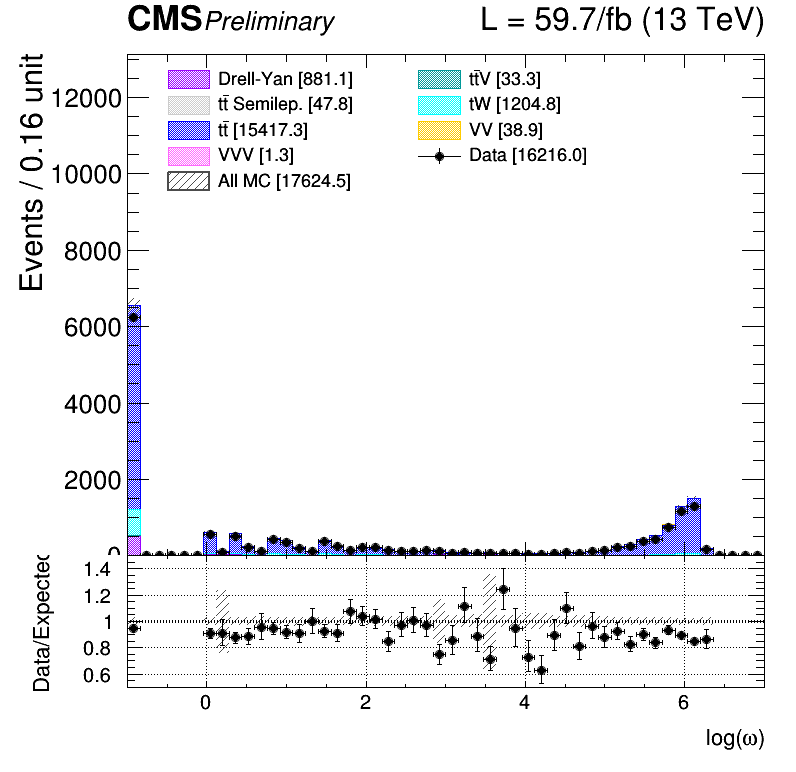 CMS Preliminary L = 59.7/fb (13 TeV)
Events / 0.16 unit
12000
10000
8000
6000
4000
2000
0
Drell-Yan [881.1]
tt̄ Semilep. [47.8]
tt̄ [15417.3]
VVV [1.3]
All MC [17624.5]
tt̄V [33.3]
tW [1204.8]
VV [38.9]
Data [16216.0]
Data/Expected
1.4
1.2
1
0.8
0.6
0 2 4 6
log(ω)